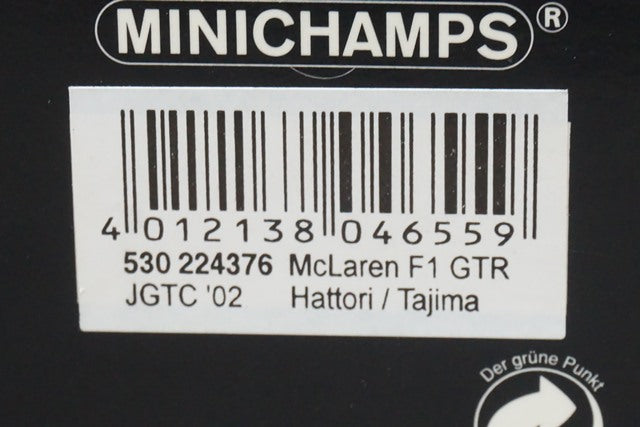 MINICHAMPS®
4 012138 046559
530 224376 McLaren F1 GTR
JGTC '02 Hattori / Tajima
Der grüne Punkt